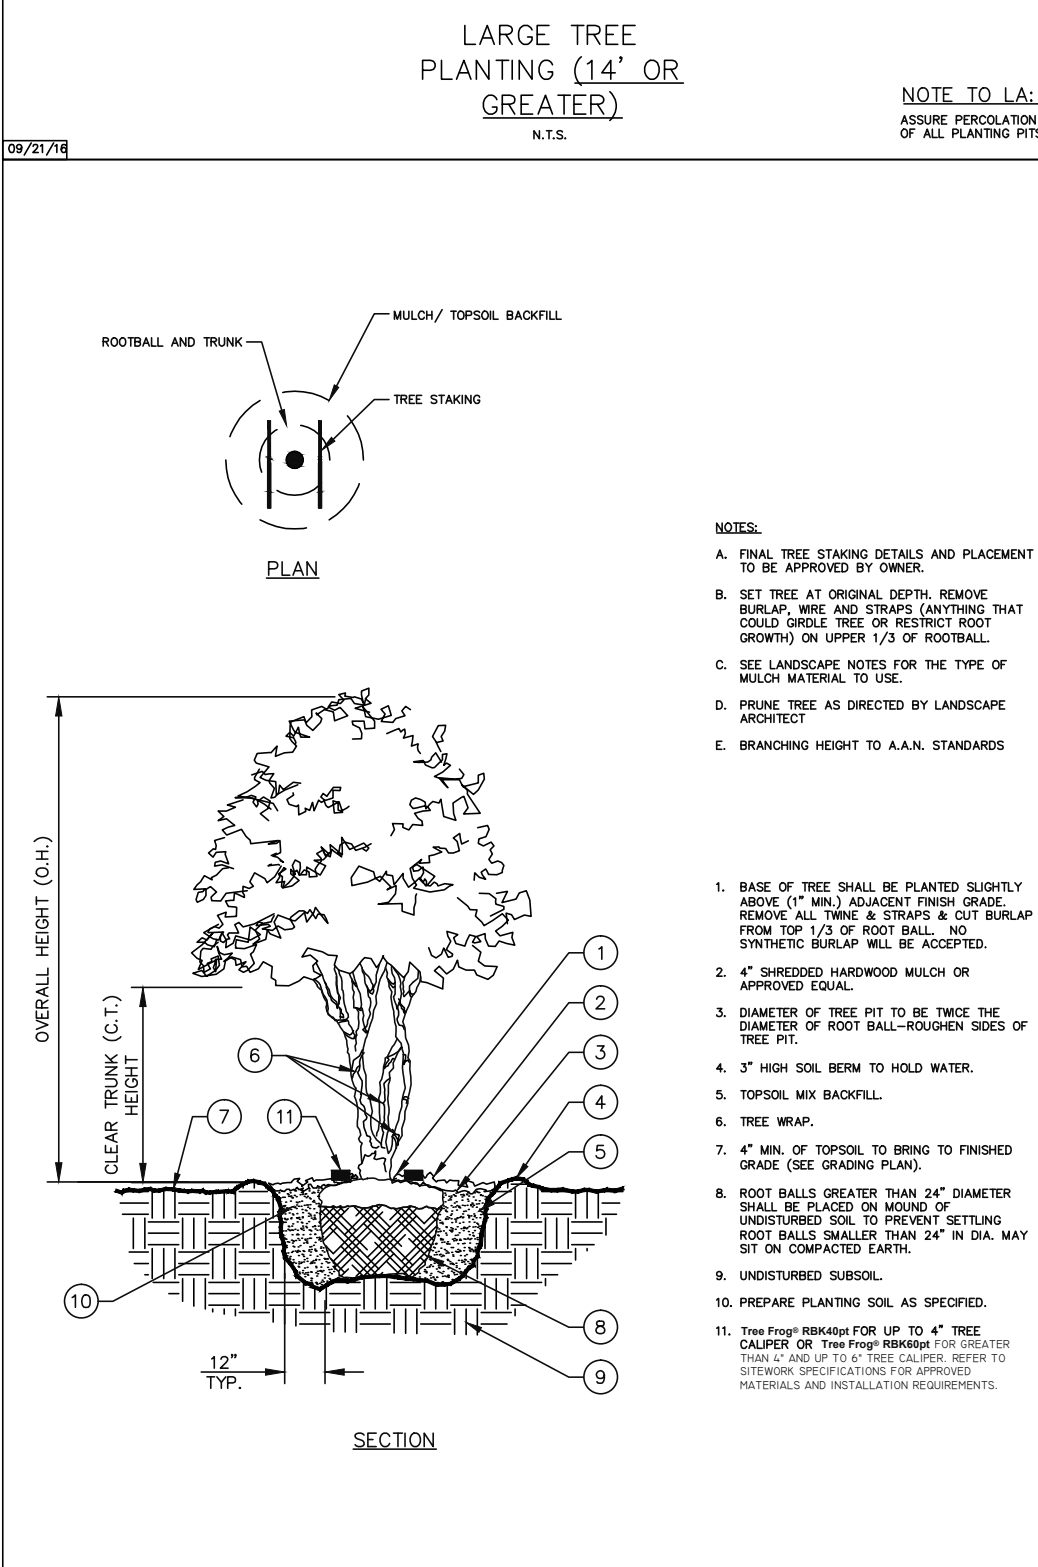 LARGE TREE
PLANTING (14' OR
GREATER)
N.T.S.
NOTE TO LA:
ASSURE PERCOLATION
OF ALL PLANTING PITS
09/21/16
MULCH/ TOPSOIL BACKFILL
ROOTBALL AND TRUNK
TREE STAKING
PLAN
NOTES:
A. FINAL TREE STAKING DETAILS AND PLACEMENT
TO BE APPROVED BY OWNER.
B. SET TREE AT ORIGINAL DEPTH. REMOVE
BURLAP, WIRE AND STRAPS (ANYTHING THAT
COULD GIRDLE TREE OR RESTRICT ROOT
GROWTH) ON UPPER 1/3 OF ROOTBALL.
C. SEE LANDSCAPE NOTES FOR THE TYPE OF
MULCH MATERIAL TO USE.
D. PRUNE TREE AS DIRECTED BY LANDSCAPE
ARCHITECT
E. BRANCHING HEIGHT TO A.A.N. STANDARDS
OVERALL HEIGHT (O.H.)
CLEAR TRUNK (C.T.)
HEIGHT
1
2
3
6
4
7
11
5
10
8
9
12"
TYP.
SECTION
1. BASE OF TREE SHALL BE PLANTED SLIGHTLY
ABOVE (1" MIN.) ADJACENT FINISH GRADE.
REMOVE ALL TWINE & STRAPS & CUT BURLAP
FROM TOP 1/3 OF ROOT BALL. NO
SYNTHETIC BURLAP WILL BE ACCEPTED.
2. 4" SHREDDED HARDWOOD MULCH OR
APPROVED EQUAL.
3. DIAMETER OF TREE PIT TO BE TWICE THE
DIAMETER OF ROOT BALL–ROUGHEN SIDES OF
TREE PIT.
4. 3" HIGH SOIL BERM TO HOLD WATER.
5. TOPSOIL MIX BACKFILL.
6. TREE WRAP.
7. 4" MIN. OF TOPSOIL TO BRING TO FINISHED
GRADE (SEE GRADING PLAN).
8. ROOT BALLS GREATER THAN 24" DIAMETER
SHALL BE PLACED ON MOUND OF
UNDISTURBED SOIL TO PREVENT SETTLING
ROOT BALLS SMALLER THAN 24" IN DIA. MAY
SIT ON COMPACTED EARTH.
9. UNDISTURBED SUBSOIL.
10. PREPARE PLANTING SOIL AS SPECIFIED.
11. Tree Frog® RBK40pt FOR UP TO 4" TREE
CALIPER OR Tree Frog® RBK60pt FOR GREATER
THAN 4" AND UP TO 6" TREE CALIPER. REFER TO
SITEWORK SPECIFICATIONS FOR APPROVED
MATERIALS AND INSTALLATION REQUIREMENTS.